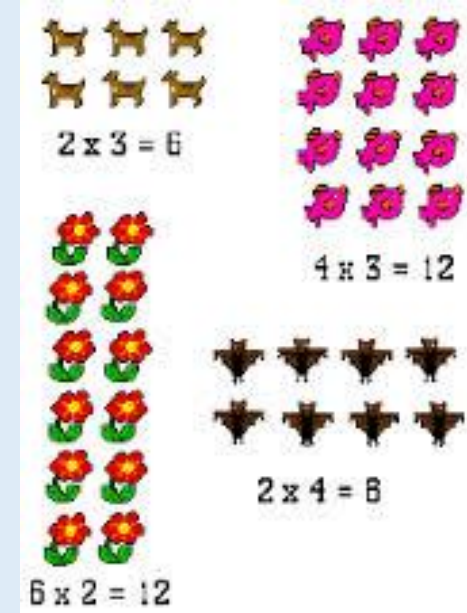 2 x 3 = 6
4 x 3 = 12
2 x 4 = 8
6 x 2 = 12